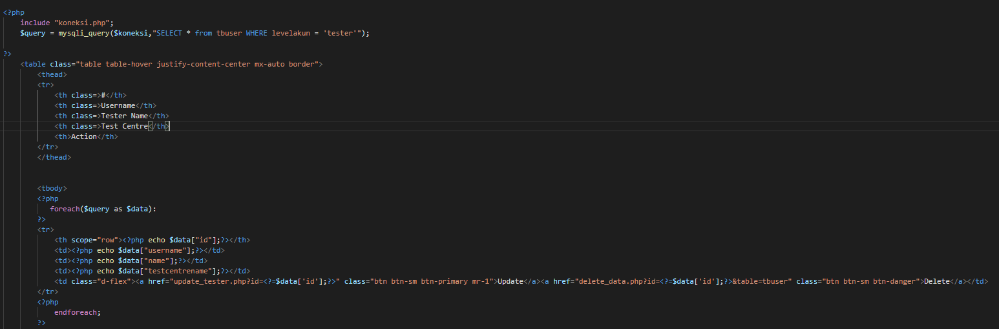 <?php
include "koneksi.php";
$query = mysqli_query($koneksi,"SELECT * from tbuser WHERE levelakun = 'tester'");
?>
<table class="table table-hover justify-content-center mx-auto border">
<thead>
<tr>
<th class=>#</th>
<th class=>Username</th>
<th class=>Tester Name</th>
<th class=>Test Centre</th>
<th>Action</th>
</tr>
</thead>
<tbody>
<?php
foreach($query as $data):
?>
<tr>
<th scope="row"><?php echo $data["id"];?></th>
<td><?php echo $data["username"];?></td>
<td><?php echo $data["name"];?></td>
<td><?php echo $data["testcentrename"];?></td>
<td class="d-flex"><a href="update_tester.php?id=<?=$data['id'];?>" class="btn btn-sm btn-primary mr-1">Update</a><a href="delete_data.php?id=<?=$data['id'];?>&table=tbuser" class="btn btn-sm btn-danger">Delete</a></td>
</tr>
<?php
endforeach;
?>